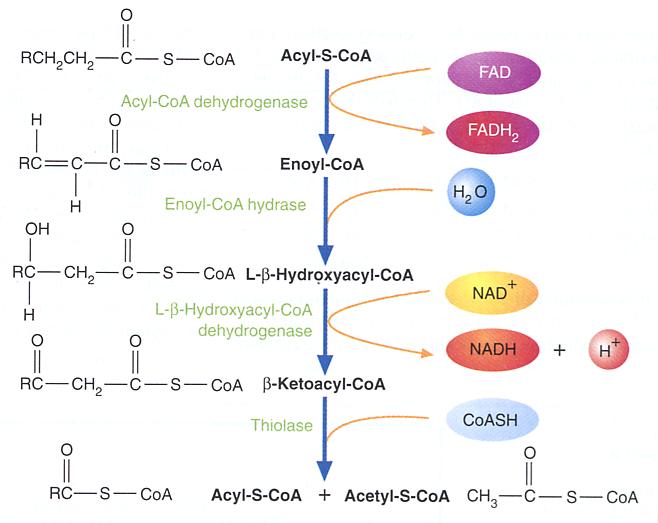 O
RCH₂CH₂—C—S—CoA
Acyl-S-CoA
FAD
Acyl-CoA dehydrogenase
FADH₂
H
O
RC=C—C—S—CoA
H
Enoyl-CoA
Enoyl-CoA hydrase
H₂O
OH
O
RC—CH₂—C—S—CoA
H
L-β-Hydroxyacyl-CoA
NAD⁺
L-β-Hydroxyacyl-CoA
dehydrogenase
NADH + H⁺
O
O
RC—CH₂—C—S—CoA
β-Ketoacyl-CoA
Thiolase
CoASH
O
RC—S—CoA
Acyl-S-CoA + Acetyl-S-CoA
O
CH₃—C—S—CoA